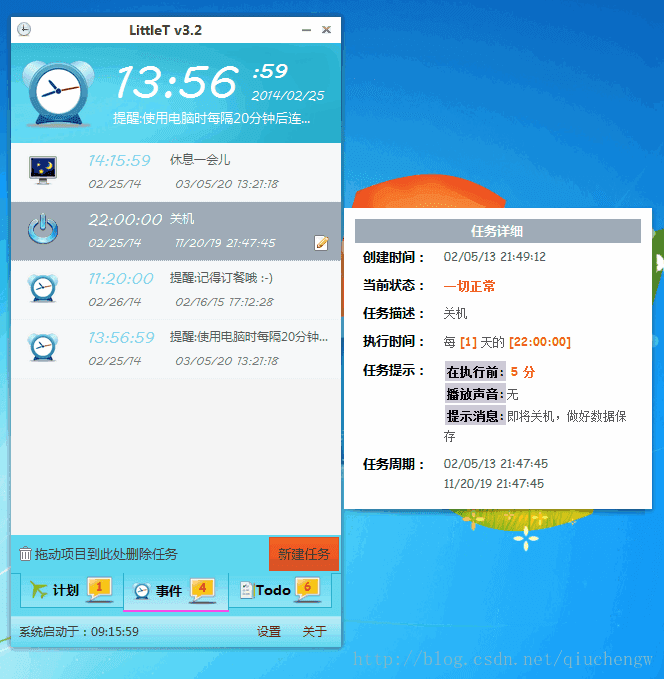 LittleT v3.2
13:56 :59
2014/02/25
提醒:使用电脑时每隔20分钟后连...
14:15:59 休息一会儿
02/25/14 03/05/20 13:21:18
22:00:00 关机
02/25/14 11/20/19 21:47:45
11:20:00 提醒:记得订餐哦 :-)
02/26/14 02/16/15 17:12:28
13:56:59 提醒:使用电脑时每隔20分钟...
02/25/14 03/05/20 13:21:18
拖动项目到此处删除任务 新建任务
计划 1 事件 4 Todo 6
系统启动于：09:15:59 设置 关于
任务详细
创建时间： 02/05/13 21:49:12
当前状态： 一切正常
任务描述： 关机
执行时间： 每 [1] 天的 [22:00:00]
任务提示： 在执行前: 5 分
播放声音: 无
提示消息: 即将关机，做好数据保
存
任务周期： 02/05/13 21:47:45
11/20/19 21:47:45
http://blog.csdn.net/qiuchengw